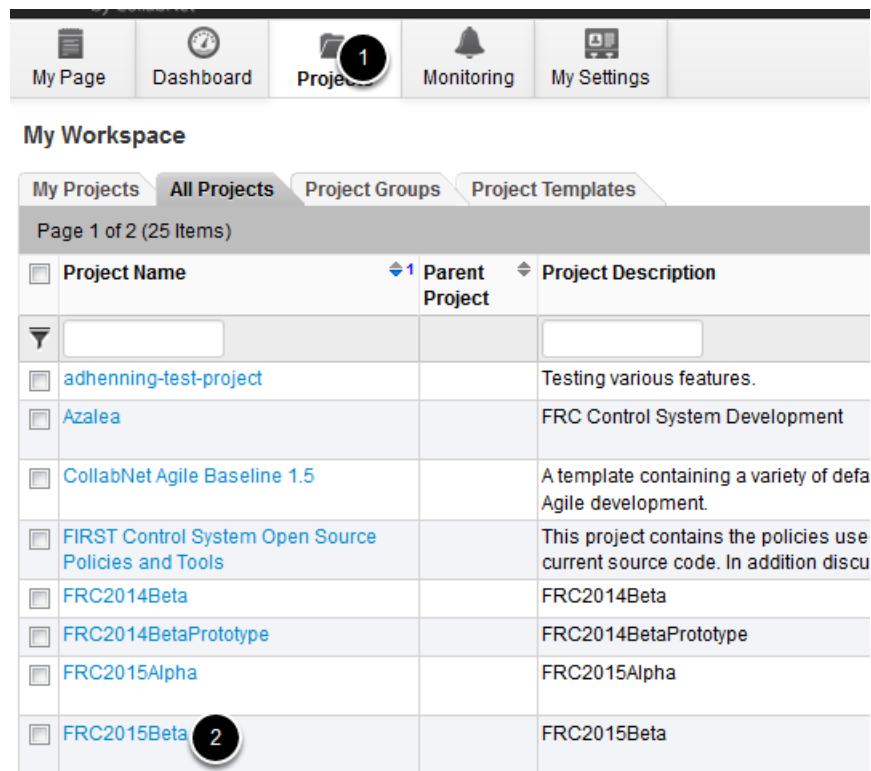 by CollabNet
My Page Dashboard Projects Monitoring My Settings
1
My Workspace
My Projects All Projects Project Groups Project Templates
Page 1 of 2 (25 Items)
Project Name 1 Parent Project Description
Project
adhenning-test-project Testing various features.
Azalea FRC Control System Development
CollabNet Agile Baseline 1.5 A template containing a variety of defa
Agile development.
FIRST Control System Open Source This project contains the policies use
Policies and Tools current source code. In addition discu
FRC2014Beta FRC2014Beta
FRC2014BetaPrototype FRC2014BetaPrototype
FRC2015Alpha FRC2015Alpha
FRC2015Beta 2 FRC2015Beta